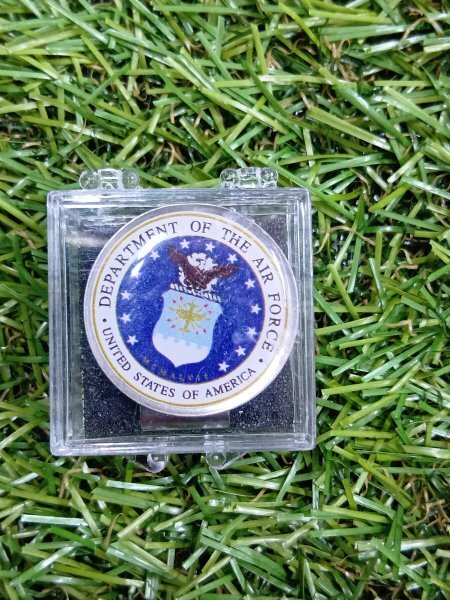 DEPARTMENT OF THE AIR FORCE
UNITED STATES OF AMERICA